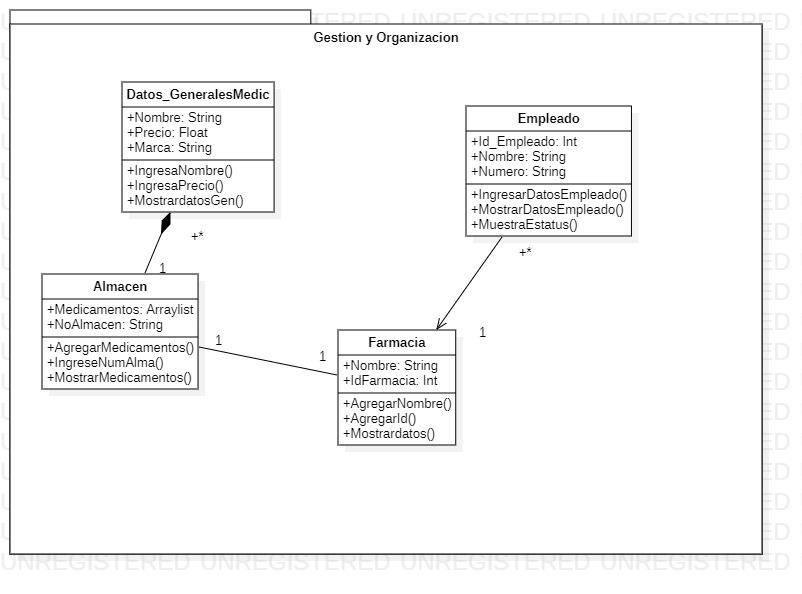 Gestion y Organizacion
Datos_GeneralesMedic
+Nombre: String
+Precio: Float
+Marca: String
+IngresaNombre()
+IngresaPrecio()
+MostrardatosGen()
+*
1
Empleado
+Id_Empleado: Int
+Nombre: String
+Numero: String
+IngresarDatosEmpleado()
+MostrarDatosEmpleado()
+MuestraEstatus()
+*
1
Almacen
+Medicamentos: Arraylist
+NoAlmacen: String
+AgregarMedicamentos()
+IngreseNumAlma()
+MostrarMedicamentos()
1
1
Farmacia
+Nombre: String
+IdFarmacia: Int
+AgregarNombre()
+AgregarId()
+Mostrardatos()
UNREGISTERED UNREGISTERED UNREGISTERED UNREGISTERED